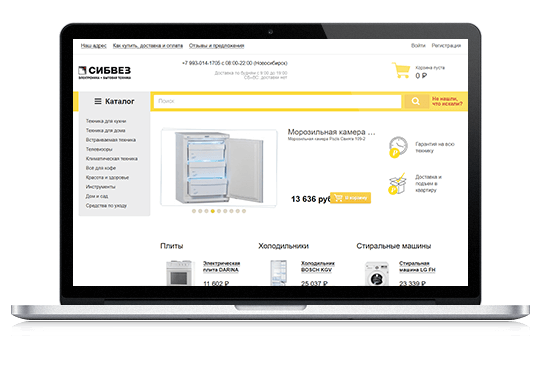 Наш адрес Как купить, доставка и оплата Отзывы и предложения Войти Регистрация
СИБВЕЗ
ЭЛЕКТРОНИКА И БЫТОВАЯ ТЕХНИКА
+7 993-014-1705 с 08:00-22:00 (Новосибирск)
Доставка по будням с 9:00 до 18:00
Сб,ВС: доставки нет
Корзина пуста
0 ₽
Каталог
Поиск
Не нашли,
что искали?
Техника для кухни
Техника для дома
Встраиваемая техника
Телевизоры
Климатическая техника
Всё для кофе
Красота и здоровье
Инструменты
Дом и сад
Средства по уходу
Морозильная камера ...
Морозильная камера Pozis Свияга 109-2
13 636 руб
В корзину
Гарантия на всю
технику
Доставка и
подъем в
квартиру
Плиты
Холодильники
Стиральные машины
Электрическая
плита DARINA
11 602 ₽
Холодильник
BOSCH KGV
25 037 ₽
Стиральная
машина LG FH
23 339 ₽